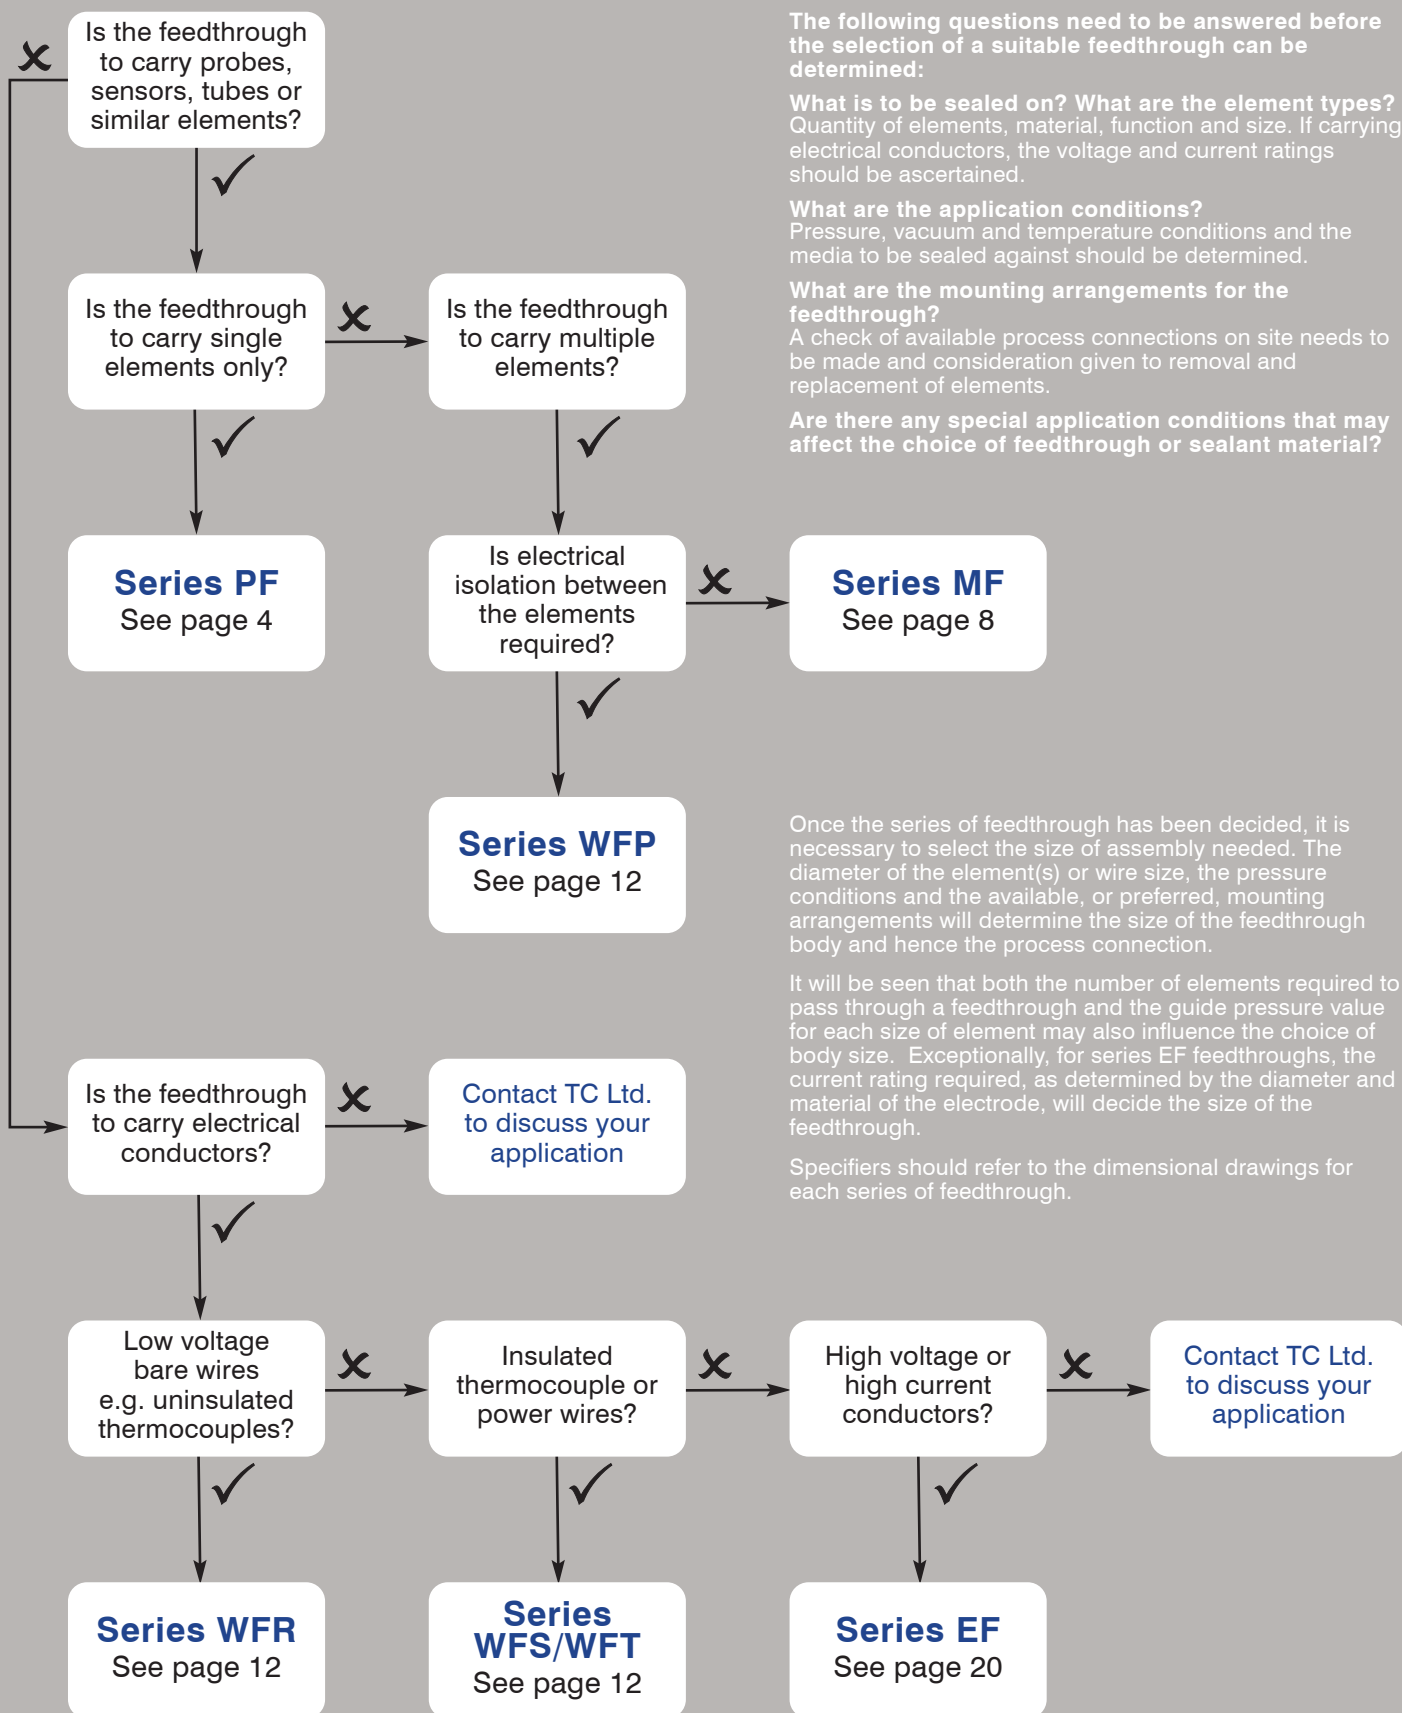 Is the feedthrough
to carry probes,
sensors, tubes or
similar elements?
The following questions need to be answered before
the selection of a suitable feedthrough can be
determined:
What is to be sealed on? What are the element types?
Quantity of elements, material, function and size. If carrying
electrical conductors, the voltage and current ratings
should be ascertained.
What are the application conditions?
Pressure, vacuum and temperature conditions and the
media to be sealed against should be determined.
What are the mounting arrangements for the
feedthrough?
A check of available process connections on site needs to
be made and consideration given to removal and
replacement of elements.
Are there any special application conditions that may
affect the choice of feedthrough or sealant material?
Is the feedthrough
to carry single
elements only?
Is the feedthrough
to carry multiple
elements?
Series PF
See page 4
Is electrical
isolation between
the elements
required?
Series MF
See page 8
Series WFP
See page 12
Once the series of feedthrough has been decided, it is
necessary to select the size of assembly needed. The
diameter of the element(s) or wire size, the pressure
conditions and the available, or preferred, mounting
arrangements will determine the size of the feedthrough
body and hence the process connection.
It will be seen that both the number of elements required to
pass through a feedthrough and the guide pressure value
for each size of element may also influence the choice of
body size.  Exceptionally, for series EF feedthroughs, the
current rating required, as determined by the diameter and
material of the electrode, will decide the size of the
feedthrough.
Specifiers should refer to the dimensional drawings for
each series of feedthrough.
Is the feedthrough
to carry electrical
conductors?
Contact TC Ltd.
to discuss your
application
Low voltage
bare wires
e.g. uninsulated
thermocouples?
Insulated
thermocouple or
power wires?
High voltage or
high current
conductors?
Contact TC Ltd.
to discuss your
application
Series WFR
See page 12
Series
WFS/WFT
See page 12
Series EF
See page 20